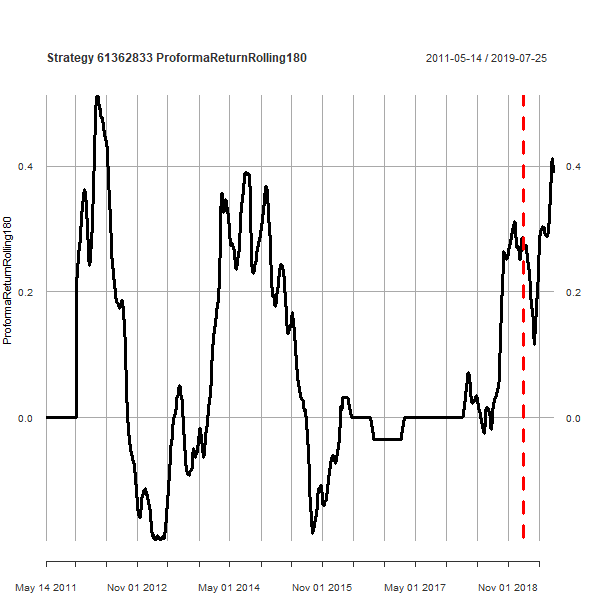 Strategy 61362833 ProformaReturnRolling180
2011-05-14 / 2019-07-25
ProformaReturnRolling180
0.4
0.4
0.2
0.2
0.0
0.0
May 14 2011
Nov 01 2012
May 01 2014
Nov 01 2015
May 01 2017
Nov 01 2018